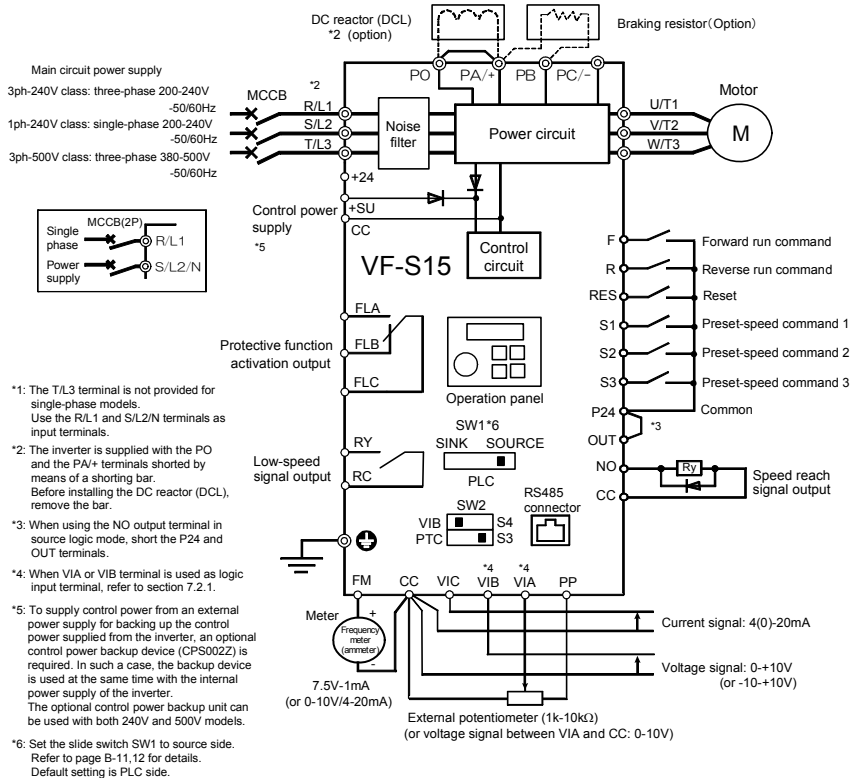 DC reactor (DCL)
*2 (option)
Braking resistor（Option）
PO PA/+ PB PC/-
Main circuit power supply
3ph-240V class: three-phase 200-240V
-50/60Hz
1ph-240V class: single-phase 200-240V
-50/60Hz
3ph-500V class: three-phase 380-500V
-50/60Hz
MCCB
*2
R/L1
S/L2
T/L3
Noise
filter
Power circuit
U/T1
V/T2
W/T3
Motor
M
+24
+SU
CC
Control power
supply
*5
Control
circuit
VF-S15
Single
phase
Power
supply
MCCB(2P)
R/L1
S/L2/N
F Forward run command
R Reverse run command
RES Reset
S1 Preset-speed command 1
S2 Preset-speed command 2
S3 Preset-speed command 3
P24 Common
*3
OUT
NO
Ry
CC
Speed reach
signal output
FLA
FLB
FLC
Protective function
activation output
Operation panel
RY
RC
Low-speed
signal output
SW1*6
SINK SOURCE
PLC
SW2
VIB S4
PTC S3
RS485
connector
FM CC VIC VIB VIA PP
*4 *4
Meter
+
Frequency
meter
(ammeter)
-
7.5V-1mA
(or 0-10V/4-20mA)
Current signal: 4(0)-20mA
Voltage signal: 0-+10V
(or -10-+10V)
External potentiometer (1k-10kΩ)
(or voltage signal between VIA and CC: 0-10V)
*1: The T/L3 terminal is not provided for
single-phase models.
Use the R/L1 and S/L2/N terminals as
input terminals.
*2: The inverter is supplied with the PO
and the PA/+ terminals shorted by
means of a shorting bar.
Before installing the DC reactor (DCL),
remove the bar.
*3: When using the NO output terminal in
source logic mode, short the P24 and
OUT terminals.
*4: When VIA or VIB terminal is used as logic
input terminal, refer to section 7.2.1.
*5: To supply control power from an external
power supply for backing up the control
power supplied from the inverter, an optional
control power backup device (CPS002Z) is
required. In such a case, the backup device
is used at the same time with the internal
power supply of the inverter.
The optional control power backup unit can
be used with both 240V and 500V models.
*6: Set the slide switch SW1 to source side.
Refer to page B-11,12 for details.
Default setting is PLC side.